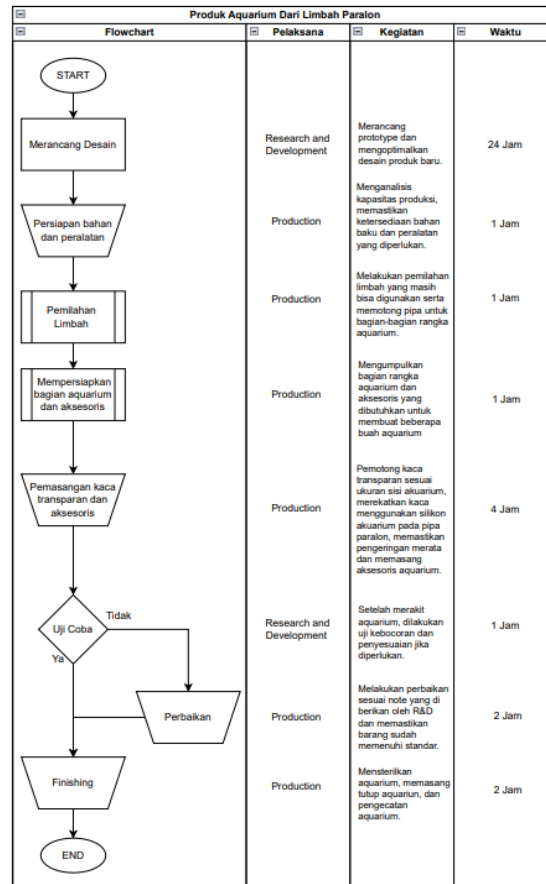 Produk Aquarium Dari Limbah Paralon
Flowchart
Pelaksana
Kegiatan
Waktu
START
Merancang Desain
Research and
Development
Merancang
prototype dan
mengoptimalkan
desain produk baru.
24 Jam
Persiapan bahan
dan peralatan
Production
Menganalisis
kapasitas produksi,
memastikan
ketersediaan bahan
baku dan peralatan
yang diperlukan.
1 Jam
Pemilahan
Limbah
Production
Melakukan pemilahan
limbah yang masih
bisa digunakan serta
memotong pipa untuk
bagian-bagian rangka
aquarium.
1 Jam
Mempersiapkan
bagian aquarium
dan aksesoris
Production
Mengumpulkan
bagian rangka
aquarium dan
aksesoris yang
dibutuhkan untuk
membuat beberapa
buah aquarium
1 Jam
Pemasangan kaca
transparan dan
aksesoris
Production
Pemotong kaca
transparan sesuai
ukuran sisi akuarium,
merekatkan kaca
menggunakan silikon
akuarium pada pipa
paralon, memastikan
pengeringan merata
dan memasang
aksesoris aquarium.
4 Jam
Uji Coba
Tidak
Ya
Research and
Development
Setelah merakit
aquarium, dilakukan
uji kebocoran dan
penyesuaian jika
diperlukan.
1 Jam
Perbaikan
Production
Melakukan perbaikan
sesuai note yang di
berikan oleh R&D
dan memastikan
barang sudah
memenuhi standar.
2 Jam
Finishing
Production
Mensterilkan
aquarium, memasang
tutup aquariun, dan
pengecatan
aquarium.
2 Jam
END